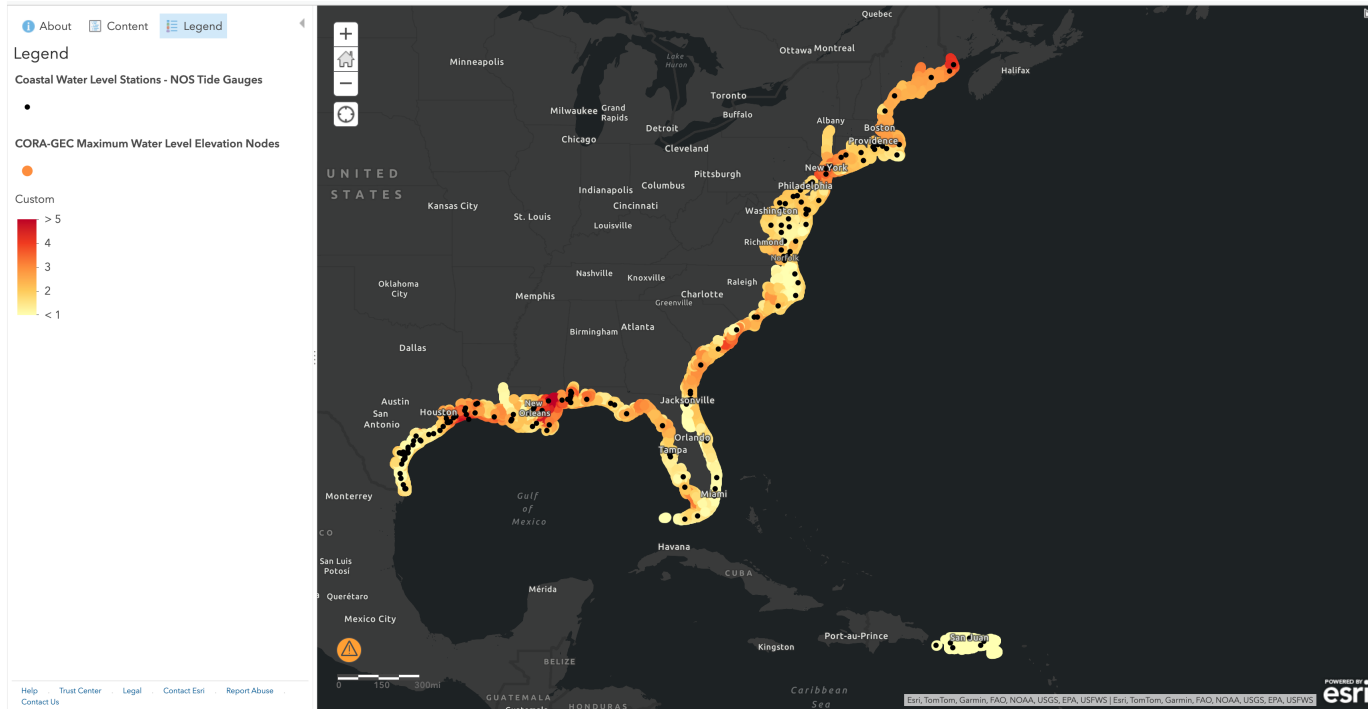 About
Content
Legend
Legend
Coastal Water Level Stations - NOS Tide Gauges
CORA-GEC Maximum Water Level Elevation Nodes
Custom
> 5
4
3
2
< 1
Help
Trust Center
Legal
Contact Esri
Report Abuse
Contact Us
+
−
Quebec
Ottawa
Montreal
Minneapolis
Lake
Huron
Halifax
Toronto
Milwaukee
Grand
Rapids
Buffalo
Albany
Boston
Detroit
Chicago
Providence
Cleveland
New York
UNITED
STATES
Pittsburgh
Indianapolis
Columbus
Philadelphia
Kansas City
Cincinnati
St. Louis
Washington
Louisville
Richmond
Norfolk
Nashville
Knoxville
Raleigh
Oklahoma
City
Memphis
Charlotte
Greenville
Birmingham
Atlanta
Dallas
Austin
San
Antonio
Houston
New
Orleans
Jacksonville
Orlando
Tampa
Monterrey
Gulf
of
Mexico
Miami
CO
Havana
San Luis
Potosí
CUBA
Mérida
Querétaro
Mexico City
Port-au-Prince
San Juan
Kingston
BELIZE
0
150
300mi
GUATEMALA
HONDURAS
Caribbean
Sea
Esri, TomTom, Garmin, FAO, NOAA, USGS, EPA, USFWS | Esri, TomTom, Garmin, FAO, NOAA, USGS, EPA, USFWS
POWERED BY
esri